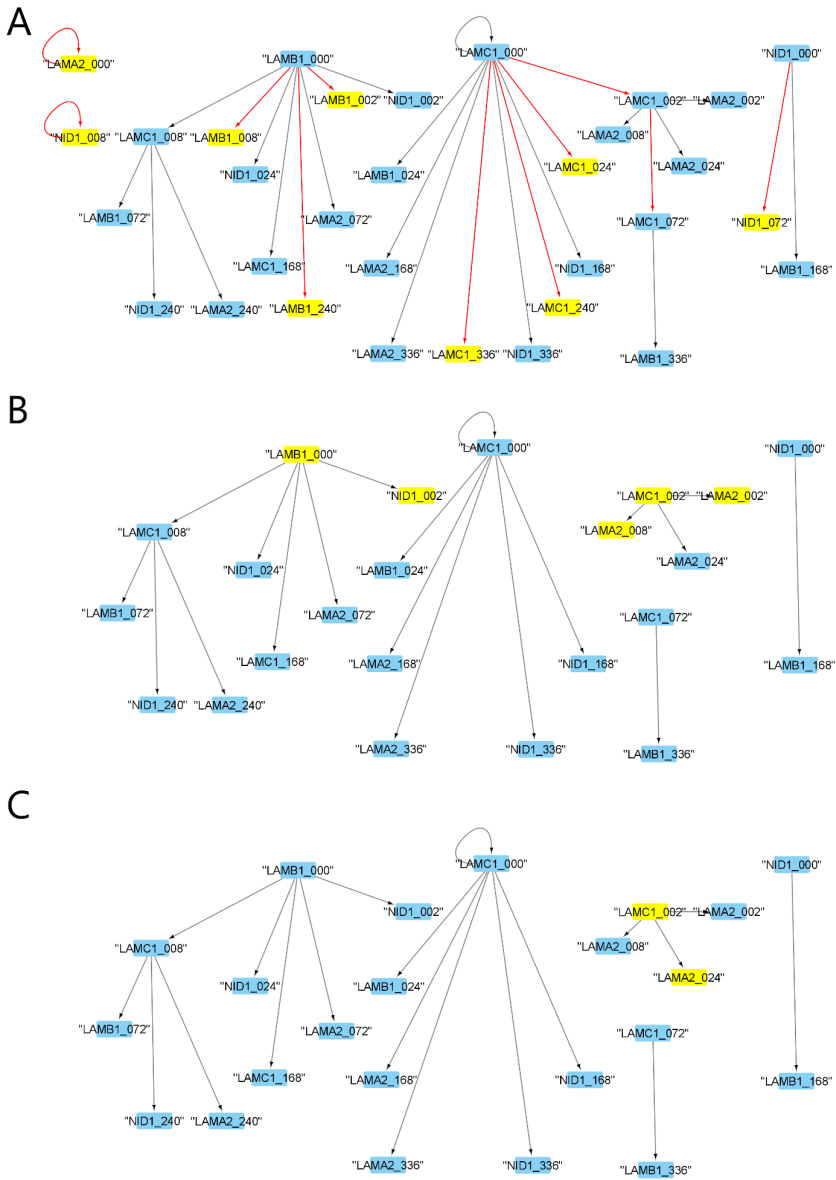 A
"LAMA2_000"
"LAMB1_000"
"LAMC1_000"
"NID1_000"
"LAMB1_002"
"NID1_002"
"LAMC1_002"
"LAMA2_002"
"NID1_008"
"LAMC1_008"
"LAMB1_008"
"LAMA2_008"
"NID1_024"
"LAMB1_024"
"LAMC1_024"
"LAMA2_024"
"LAMB1_072"
"LAMA2_072"
"LAMC1_072"
"NID1_072"
"LAMC1_168"
"LAMA2_168"
"NID1_168"
"LAMB1_168"
"NID1_240"
"LAMA2_240"
"LAMB1_240"
"LAMC1_240"
"LAMA2_336"
"LAMC1_336"
"NID1_336"
"LAMB1_336"
B
"LAMB1_000"
"LAMC1_000"
"NID1_000"
"NID1_002"
"LAMC1_002"
"LAMA2_002"
"LAMC1_008"
"LAMA2_008"
"NID1_024"
"LAMB1_024"
"LAMA2_024"
"LAMB1_072"
"LAMA2_072"
"LAMC1_072"
"LAMC1_168"
"LAMA2_168"
"NID1_168"
"LAMB1_168"
"NID1_240"
"LAMA2_240"
"LAMA2_336"
"NID1_336"
"LAMB1_336"
C
"LAMB1_000"
"LAMC1_000"
"NID1_000"
"NID1_002"
"LAMC1_002"
"LAMA2_002"
"LAMC1_008"
"LAMA2_008"
"NID1_024"
"LAMB1_024"
"LAMA2_024"
"LAMB1_072"
"LAMA2_072"
"LAMC1_072"
"LAMC1_168"
"LAMA2_168"
"NID1_168"
"LAMB1_168"
"NID1_240"
"LAMA2_240"
"LAMA2_336"
"NID1_336"
"LAMB1_336"